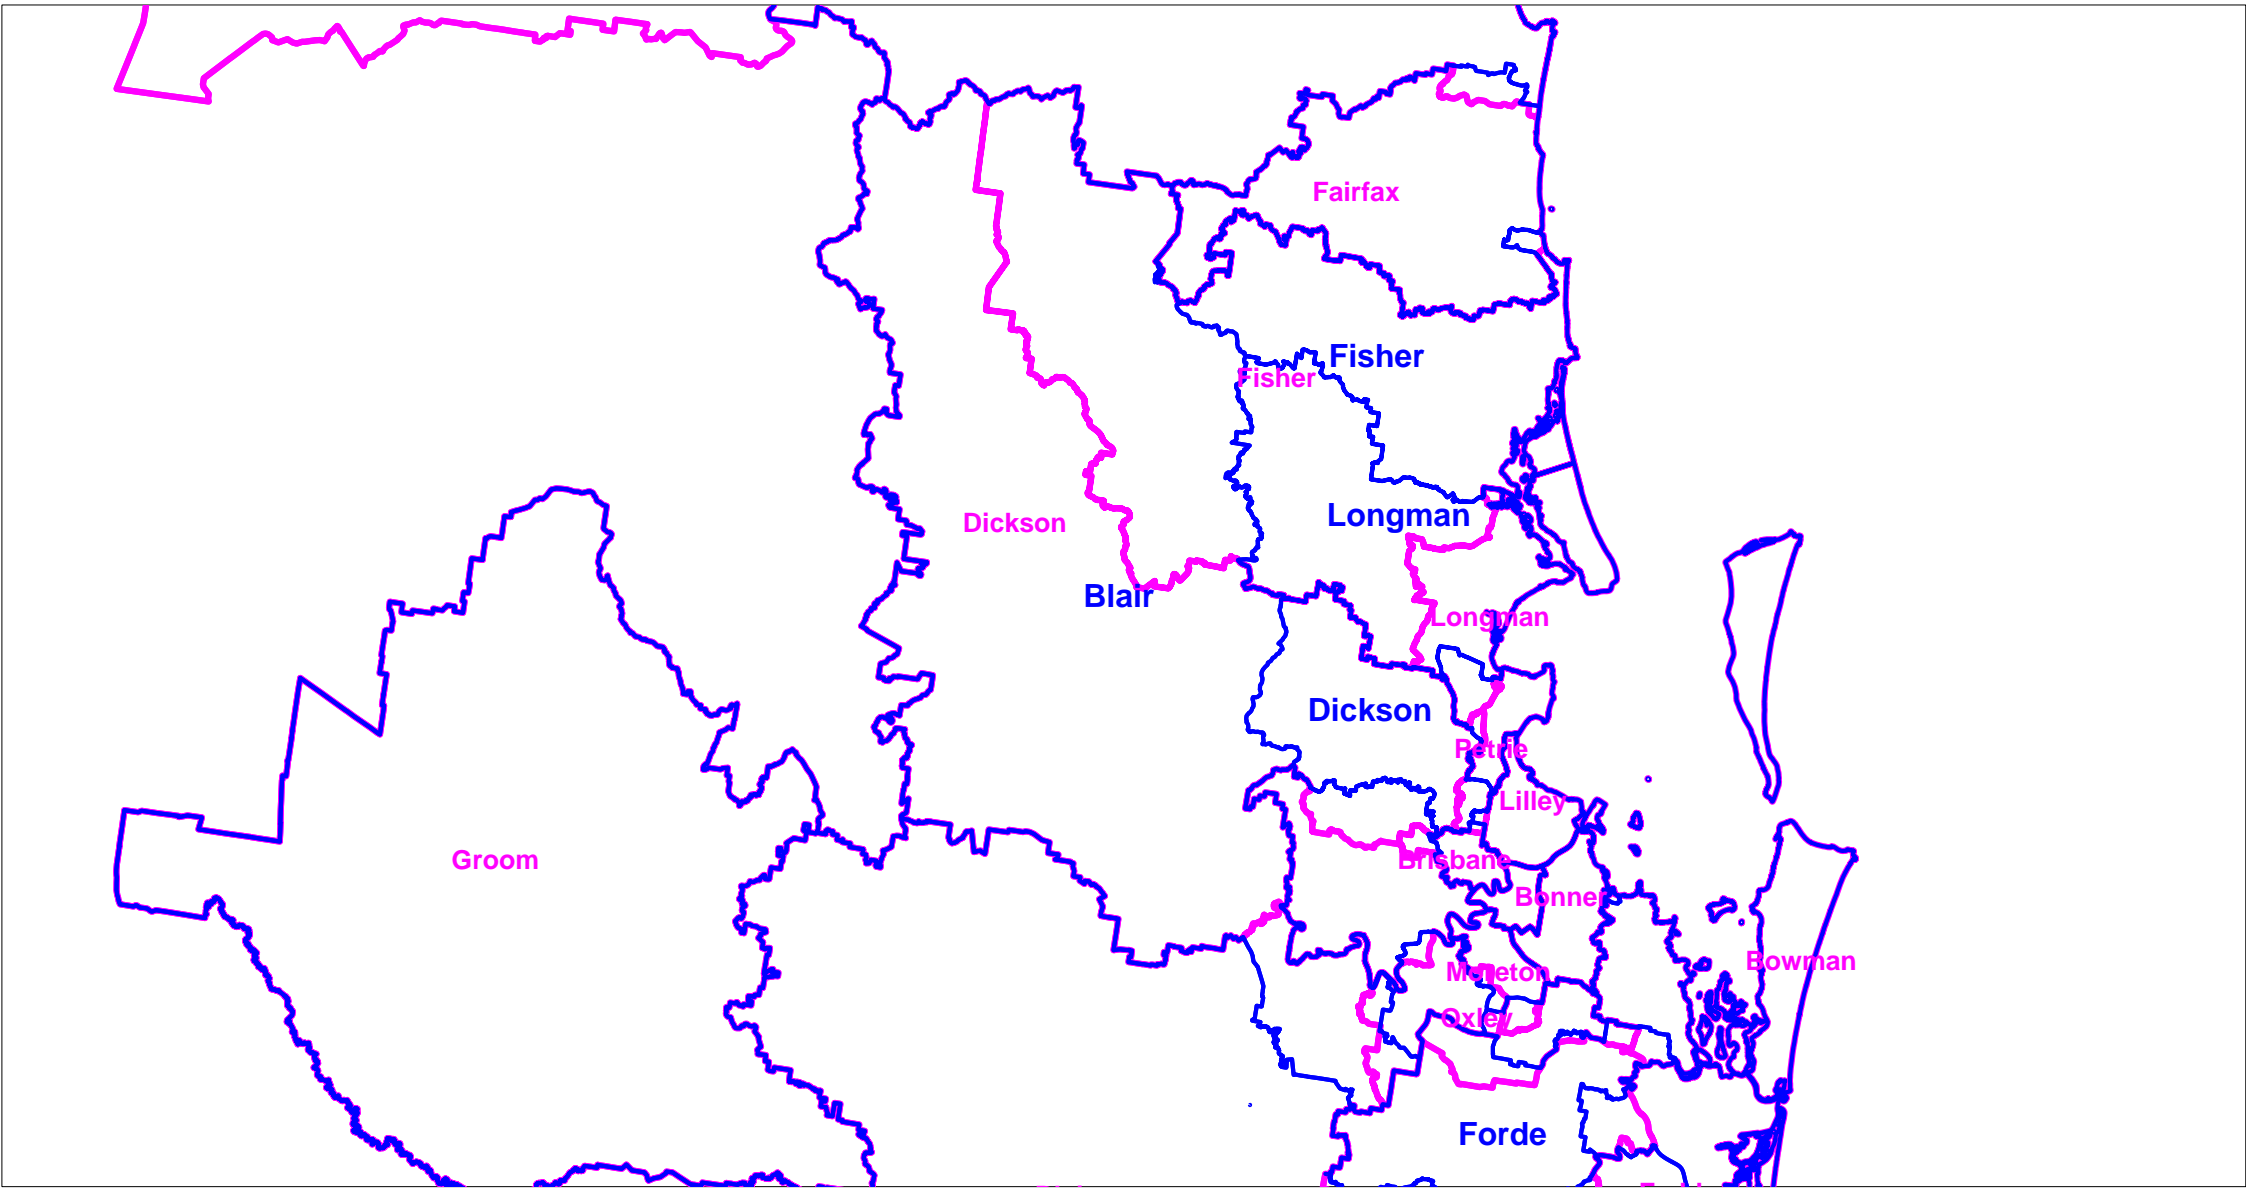 Fairfax
Fisher
Fisher
Longman
Dickson
Blair
Longman
Dickson
Petrie
Lilley
Groom
Brisbane
Bonner
Bowman
Moreton
Oxley
Forde